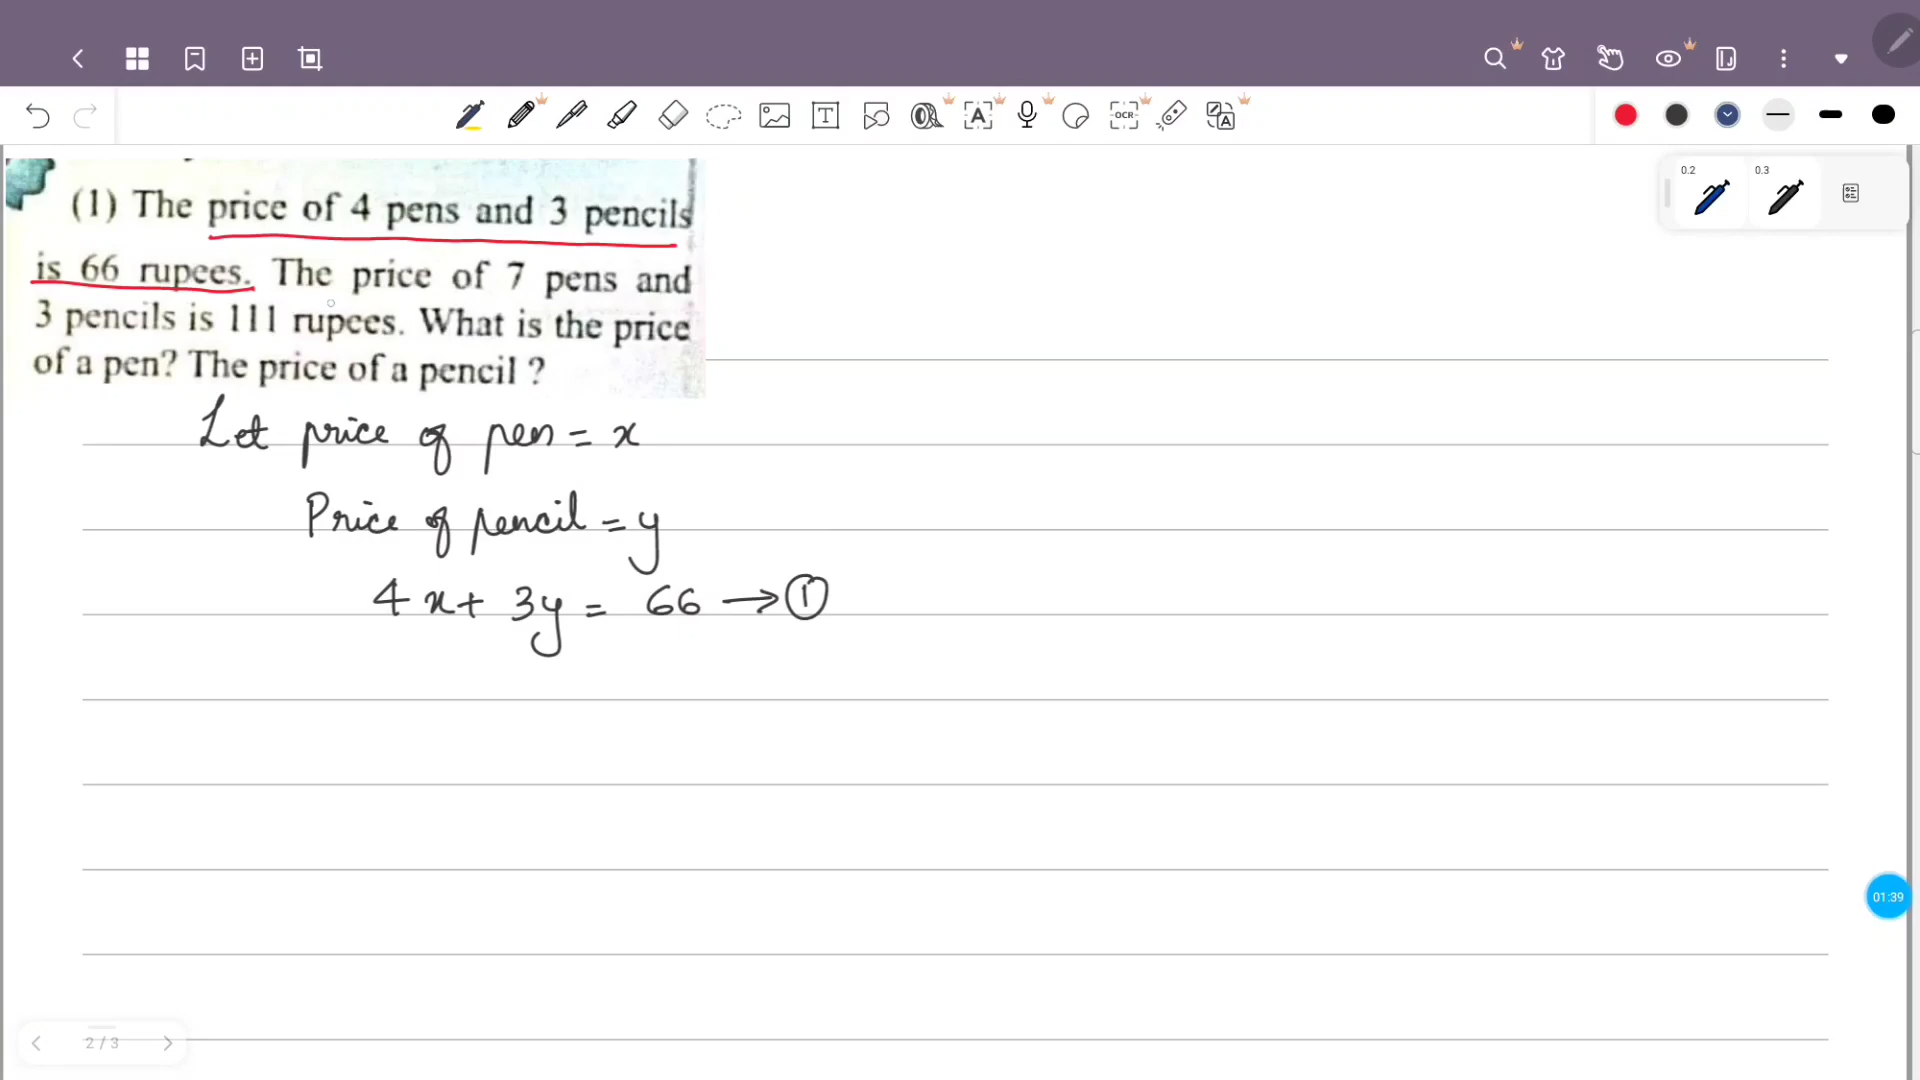 0.2
0.3
(1) The price of 4 pens and 3 pencils
is 66 rupees. The price of 7 pens and
3 pencils is 111 rupees. What is the price
of a pen? The price of a pencil ?
Let price of pen = x
Price of pencil = y
4x + 3y = 66 → ①
01:39
2 / 3